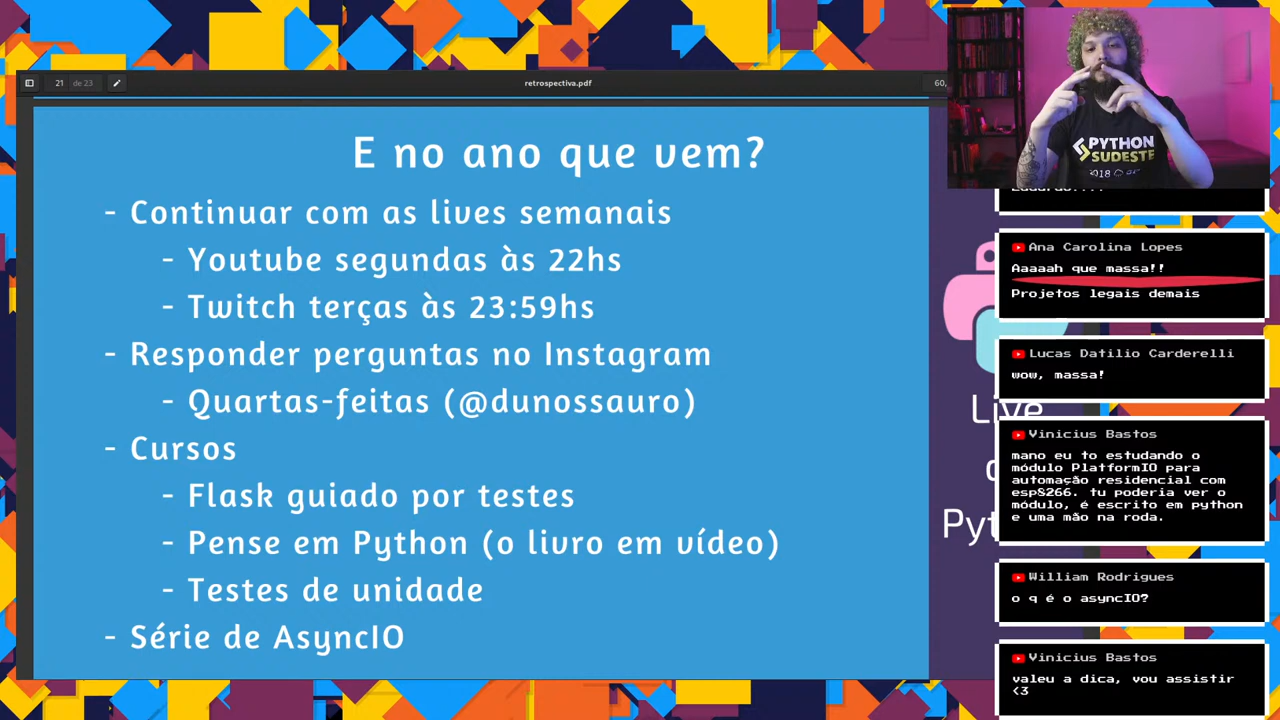 21 de 23
retrospectiva.pdf
60,
E no ano que vem?
- Continuar com as lives semanais
- Youtube segundas às 22hs
- Twitch terças às 23:59hs
- Responder perguntas no Instagram
- Quartas-feitas (@dunossauro)
- Cursos
- Flask guiado por testes
- Pense em Python (o livro em vídeo)
- Testes de unidade
- Série de AsyncIO
PYTHON
SUDESTE
2018
Live
Ana Carolina Lopes
Aaaaah que massa!!
Projetos legais demais
Lucas Datilio Carderelli
wow, massa!
Vinicius Bastos
mano eu to estudando o
módulo PlatformIO para
automação residencial com
esp8266. tu poderia ver o
módulo, é escrito em python
e uma mão na roda.
William Rodrigues
o q é o asyncIO?
Vinicius Bastos
valeu a dica, vou assistir
<3